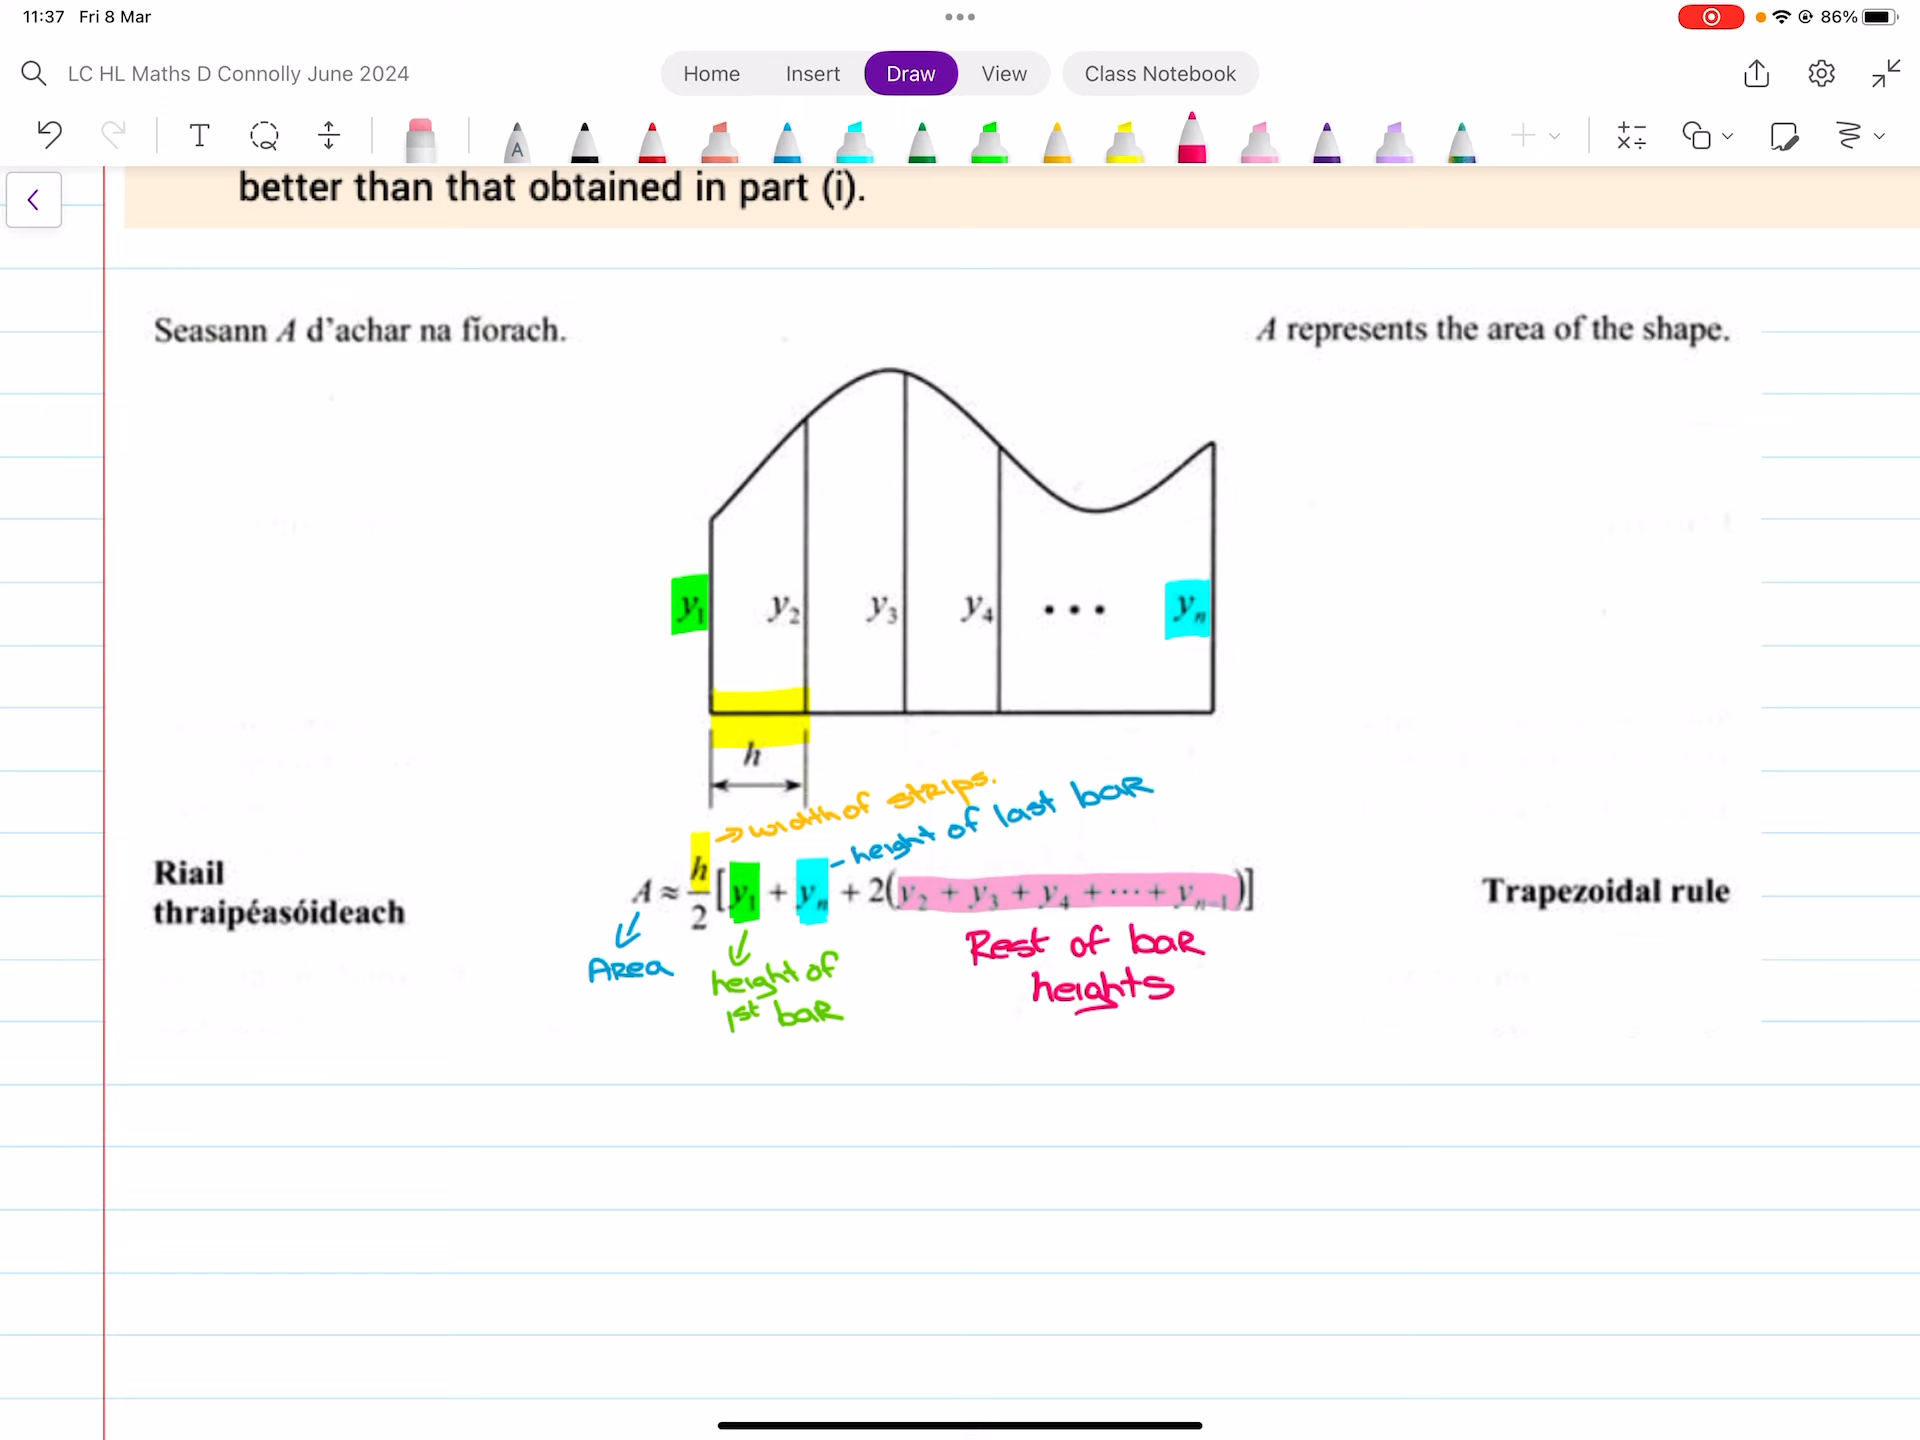 11:37 Fri 8 Mar
86%
LC HL Maths D Connolly June 2024
Home Insert Draw View Class Notebook
T
A
better than that obtained in part (i).
Seasann A d'achar na fíorach.
A represents the area of the shape.
y₁ y₂ y₃ y₄ • • • yₙ
h
→ width of strips.
- height of last bar
Riail
thraipéasóideach
A ≈ h/2 [y₁ + yₙ + 2(y₂ + y₃ + y₄ + ⋯ + yₙ₋₁)]
Trapezoidal rule
Area
height of
1st bar
Rest of bar
heights